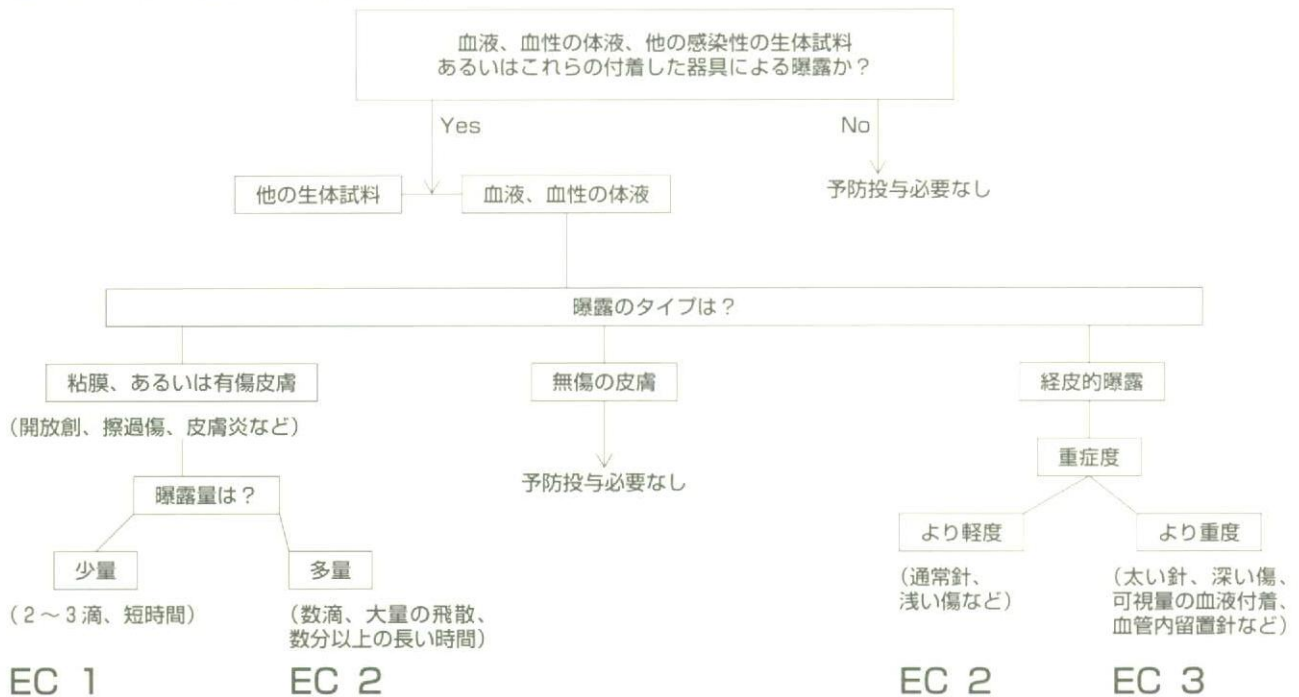 血液、血性の体液、他の感染性の生体試料
あるいはこれらの付着した器具による曝露か？
Yes
No
他の生体試料
血液、血性の体液
予防投与必要なし
曝露のタイプは？
粘膜、あるいは有傷皮膚
無傷の皮膚
経皮的曝露
（開放創、擦過傷、皮膚炎など）
重症度
曝露量は？
予防投与必要なし
より軽度
より重度
少量
多量
（通常針、
浅い傷など）
（太い針、深い傷、
可視量の血液付着、
血管内留置針など）
（２～３滴、短時間）
（数滴、大量の飛散、
数分以上の長い時間）
EC 1
EC 2
EC 2
EC 3